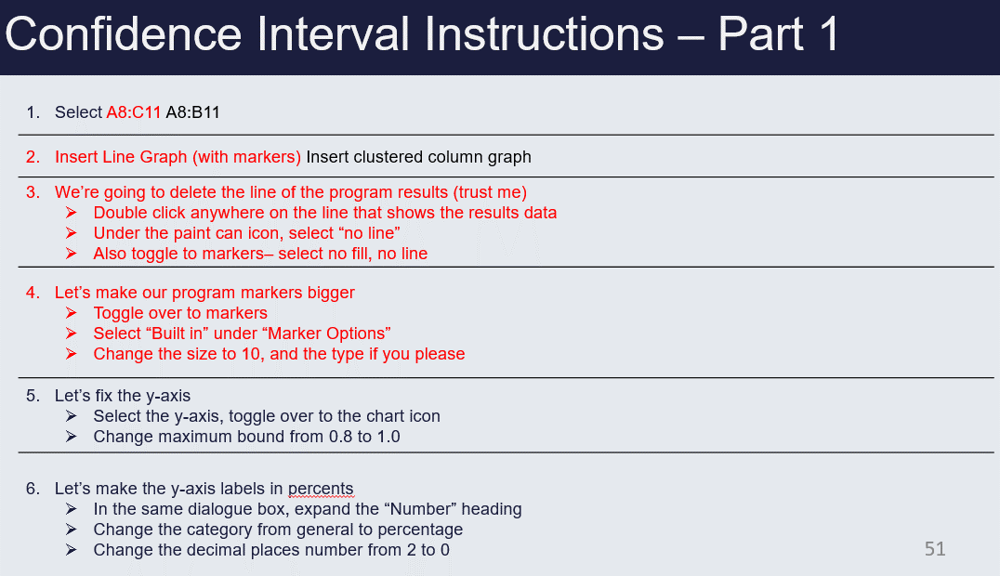 Confidence Interval Instructions – Part 1
1. Select A8:C11 A8:B11
2. Insert Line Graph (with markers) Insert clustered column graph
3. We’re going to delete the line of the program results (trust me)
➢ Double click anywhere on the line that shows the results data
➢ Under the paint can icon, select “no line”
➢ Also toggle to markers– select no fill, no line
4. Let’s make our program markers bigger
➢ Toggle over to markers
➢ Select “Built in” under “Marker Options”
➢ Change the size to 10, and the type if you please
5. Let’s fix the y-axis
➢ Select the y-axis, toggle over to the chart icon
➢ Change maximum bound from 0.8 to 1.0
6. Let’s make the y-axis labels in percents
➢ In the same dialogue box, expand the “Number” heading
➢ Change the category from general to percentage
➢ Change the decimal places number from 2 to 0
51